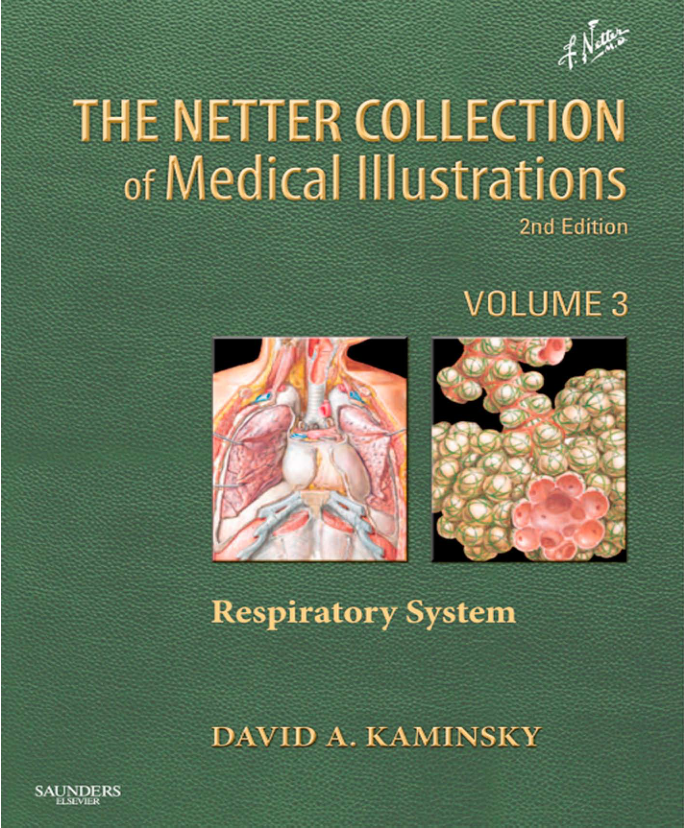 F. Netter
M.D.
THE NETTER COLLECTION
of Medical Illustrations
2nd Edition
VOLUME 3
Respiratory System
DAVID A. KAMINSKY
SAUNDERS
ELSEVIER